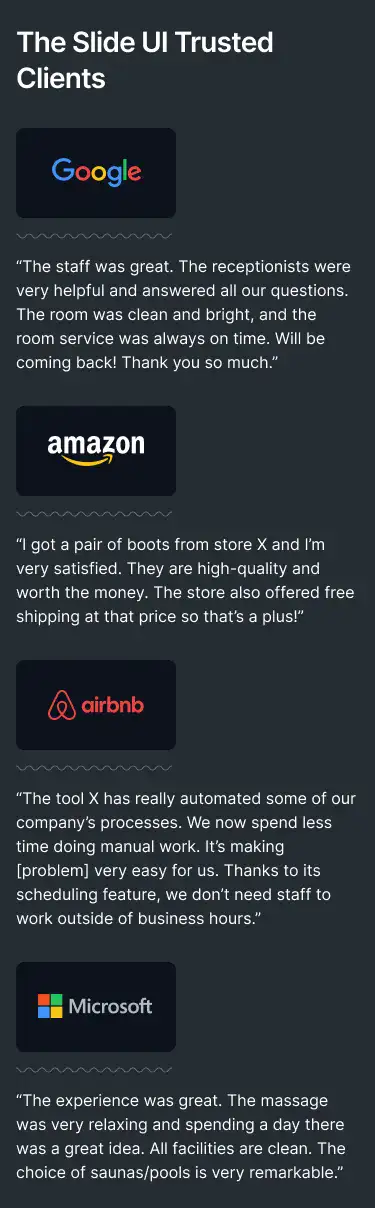 The Slide UI Trusted
Clients
Google
“The staff was great. The receptionists were
very helpful and answered all our questions.
The room was clean and bright, and the
room service was always on time. Will be
coming back! Thank you so much.”
amazon
“I got a pair of boots from store X and I’m
very satisfied. They are high-quality and
worth the money. The store also offered free
shipping at that price so that’s a plus!”
airbnb
“The tool X has really automated some of our
company’s processes. We now spend less
time doing manual work. It’s making
[problem] very easy for us. Thanks to its
scheduling feature, we don’t need staff to
work outside of business hours.”
Microsoft
“The experience was great. The massage
was very relaxing and spending a day there
was a great idea. All facilities are clean. The
choice of saunas/pools is very remarkable.”